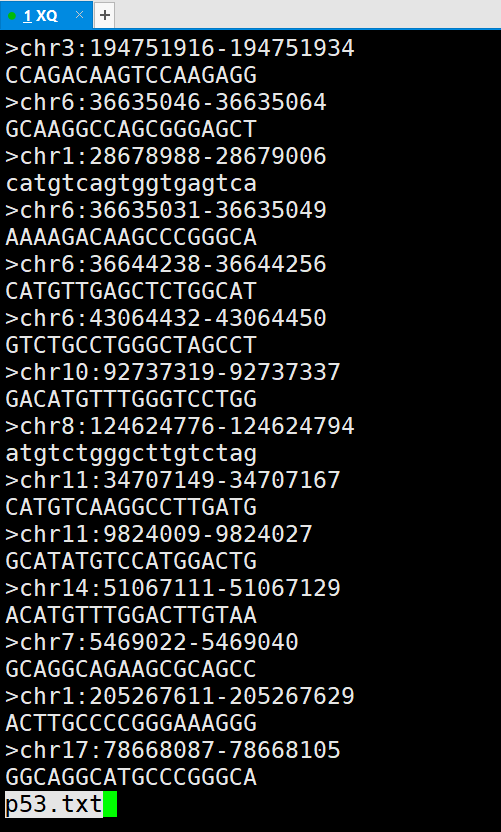 1 XQ × +
>chr3:194751916-194751934
CCAGACAAGTCCAAGAGG
>chr6:36635046-36635064
GCAAGGCCAGCGGGAGCT
>chr1:28678988-28679006
catgtcagtggtgagtca
>chr6:36635031-36635049
AAAAGACAAGCCCGGGCA
>chr6:36644238-36644256
CATGTTGAGCTCTGGCAT
>chr6:43064432-43064450
GTCTGCCTGGGCTAGCCT
>chr10:92737319-92737337
GACATGTTTGGGTCCTGG
>chr8:124624776-124624794
atgtctgggcttgtctag
>chr11:34707149-34707167
CATGTCAAGGCCTTGATG
>chr11:9824009-9824027
GCATATGTCCATGGACTG
>chr14:51067111-51067129
ACATGTTTGGACTTGTAA
>chr7:5469022-5469040
GCAGGCAGAAGCGCAGCC
>chr1:205267611-205267629
ACTTGCCCCGGGAAAGGG
>chr17:78668087-78668105
GGCAGGCATGCCCGGGCA
p53.txt